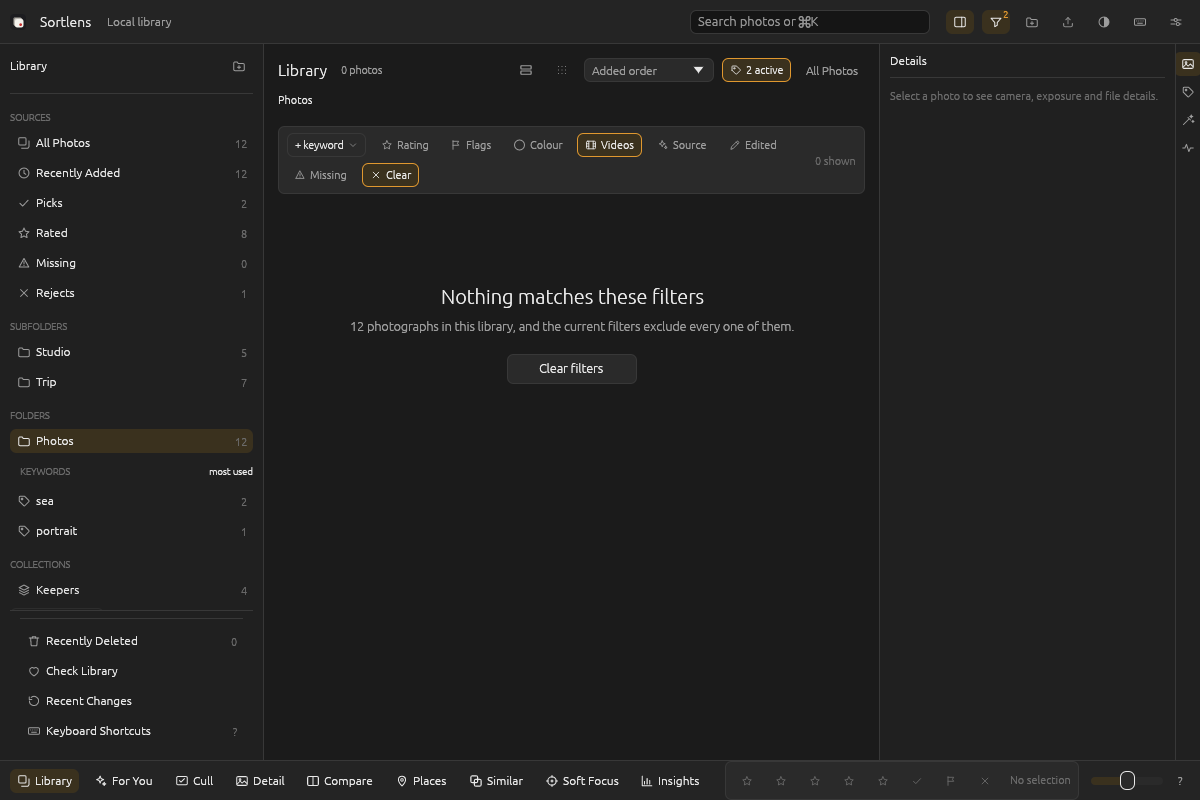 Sortlens Local library
Search photos or ⌘K
2
Library
SOURCES
All Photos 12
Recently Added 12
Picks 2
Rated 8
Missing 0
Rejects 1
SUBFOLDERS
Studio 5
Trip 7
FOLDERS
Photos 12
KEYWORDS most used
sea 2
portrait 1
COLLECTIONS
Keepers 4
Recently Deleted 0
Check Library
Recent Changes
Keyboard Shortcuts ?
Library 0 photos
Added order
2 active
All Photos
Photos
+ keyword
Rating
Flags
Colour
Videos
Source
Edited
Missing
Clear
0 shown
Nothing matches these filters
12 photographs in this library, and the current filters exclude every one of them.
Clear filters
Details
Select a photo to see camera, exposure and file details.
Library
For You
Cull
Detail
Compare
Places
Similar
Soft Focus
Insights
No selection
?